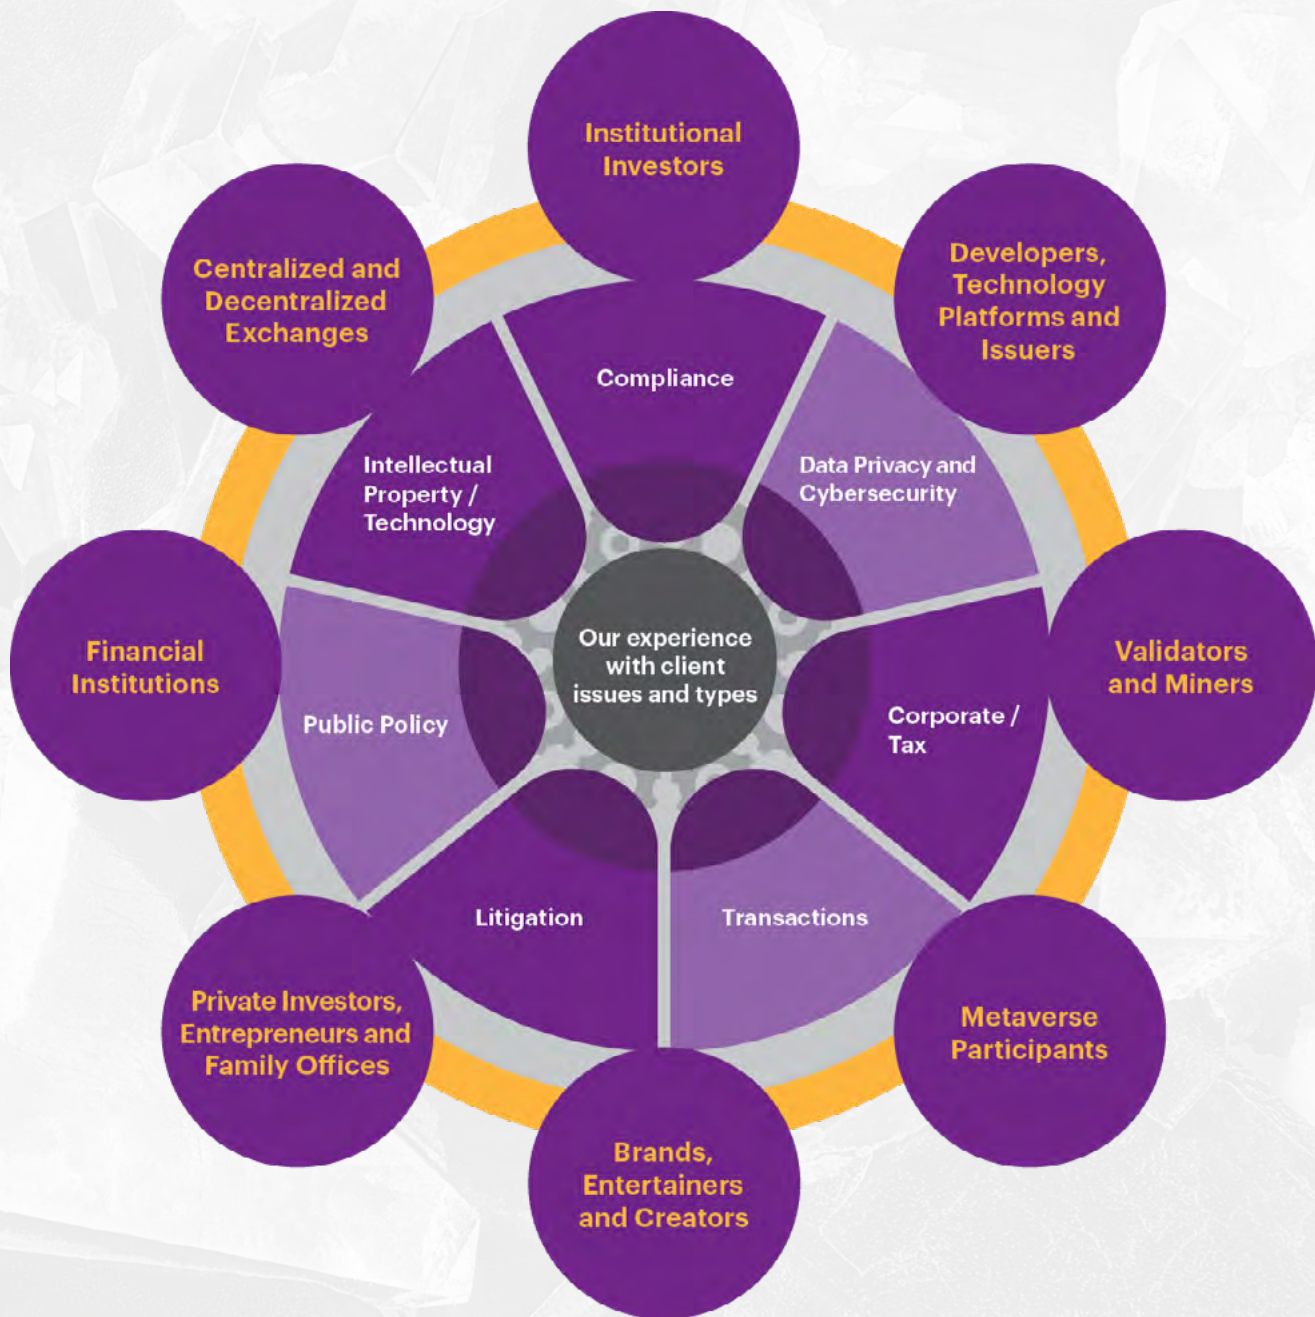 Institutional
Investors
Developers,
Technology
Platforms and
Issuers
Validators
and Miners
Metaverse
Participants
Brands,
Entertainers
and Creators
Private Investors,
Entrepreneurs and
Family Offices
Financial
Institutions
Centralized and
Decentralized
Exchanges
Compliance
Data Privacy and
Cybersecurity
Corporate /
Tax
Transactions
Litigation
Public Policy
Intellectual
Property /
Technology
Our experience
with client
issues and types